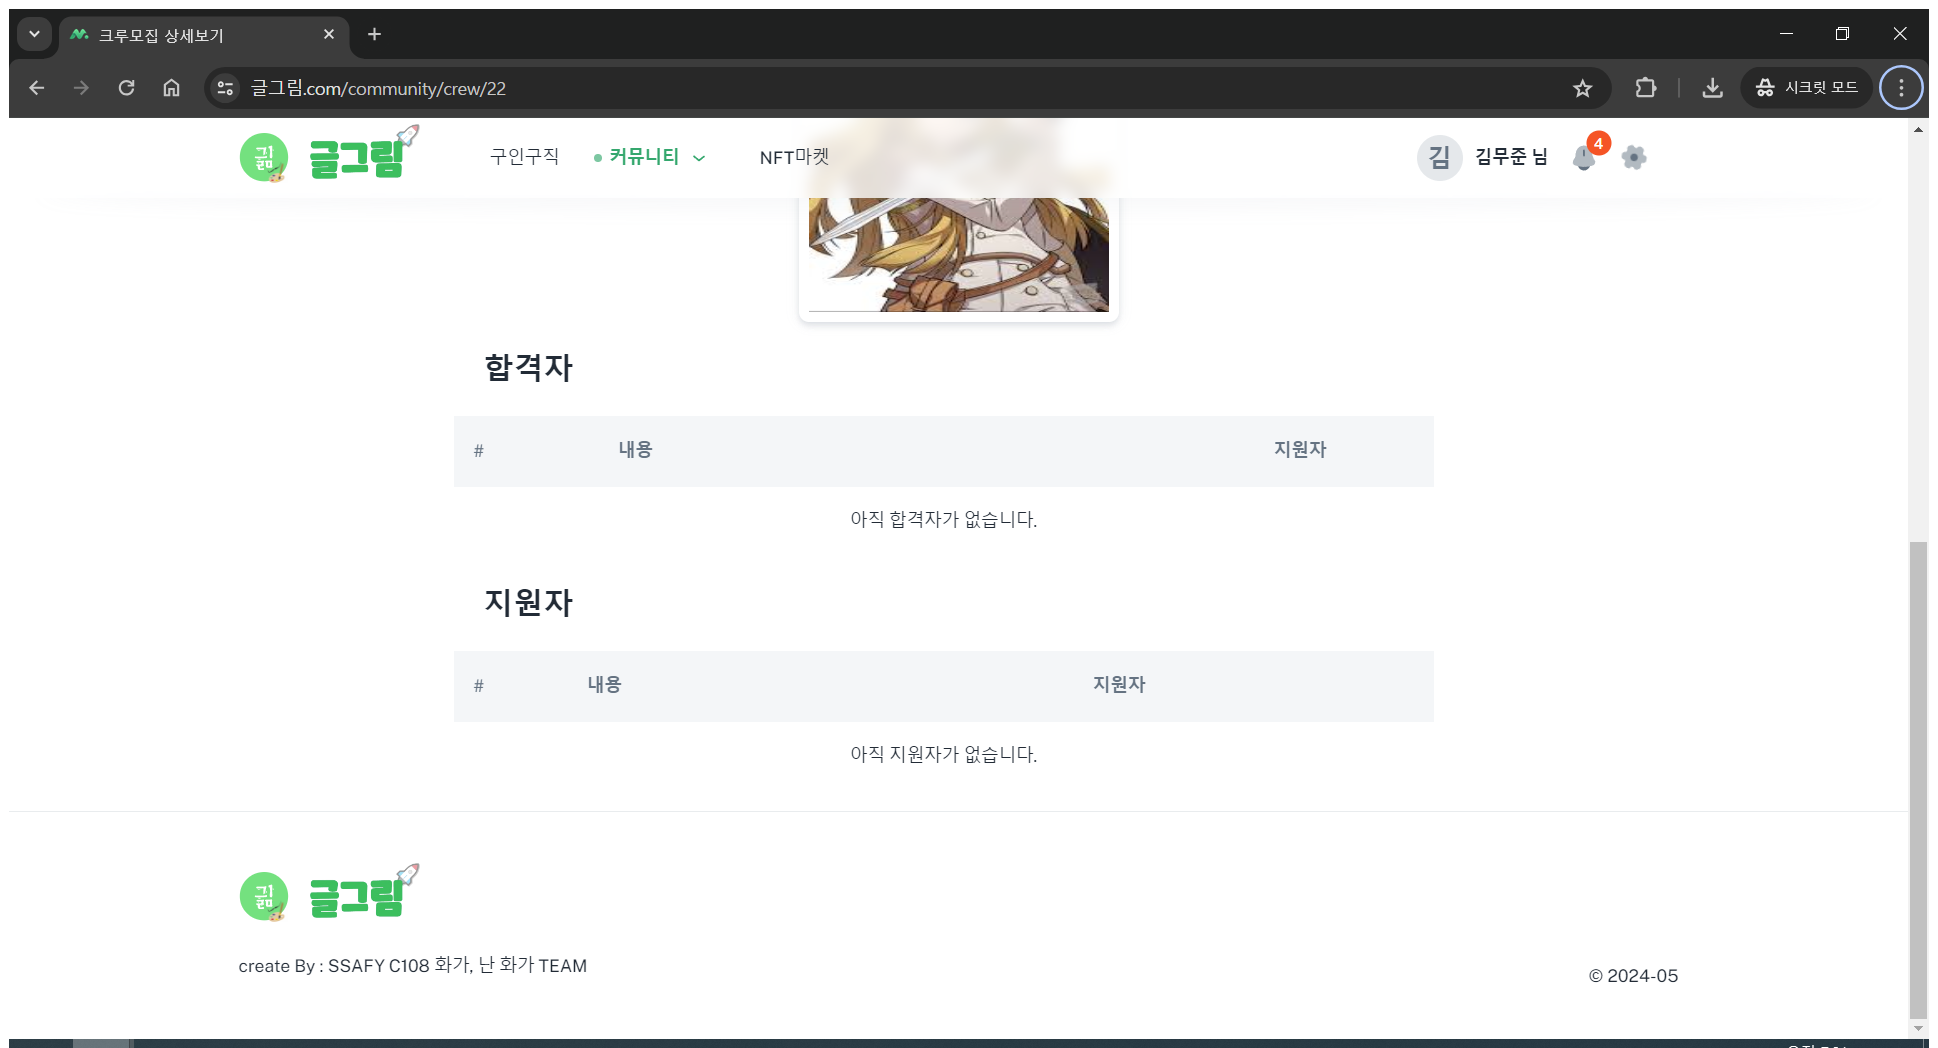 크루모집 상세보기
글그림.com/community/crew/22
시크릿 모드
글그림
구인구직
커뮤니티
NFT마켓
김
김무준 님
4
합격자
# 내용 지원자
아직 합격자가 없습니다.
지원자
# 내용 지원자
아직 지원자가 없습니다.
글그림
create By : SSAFY C108 화가, 난 화가 TEAM
© 2024-05